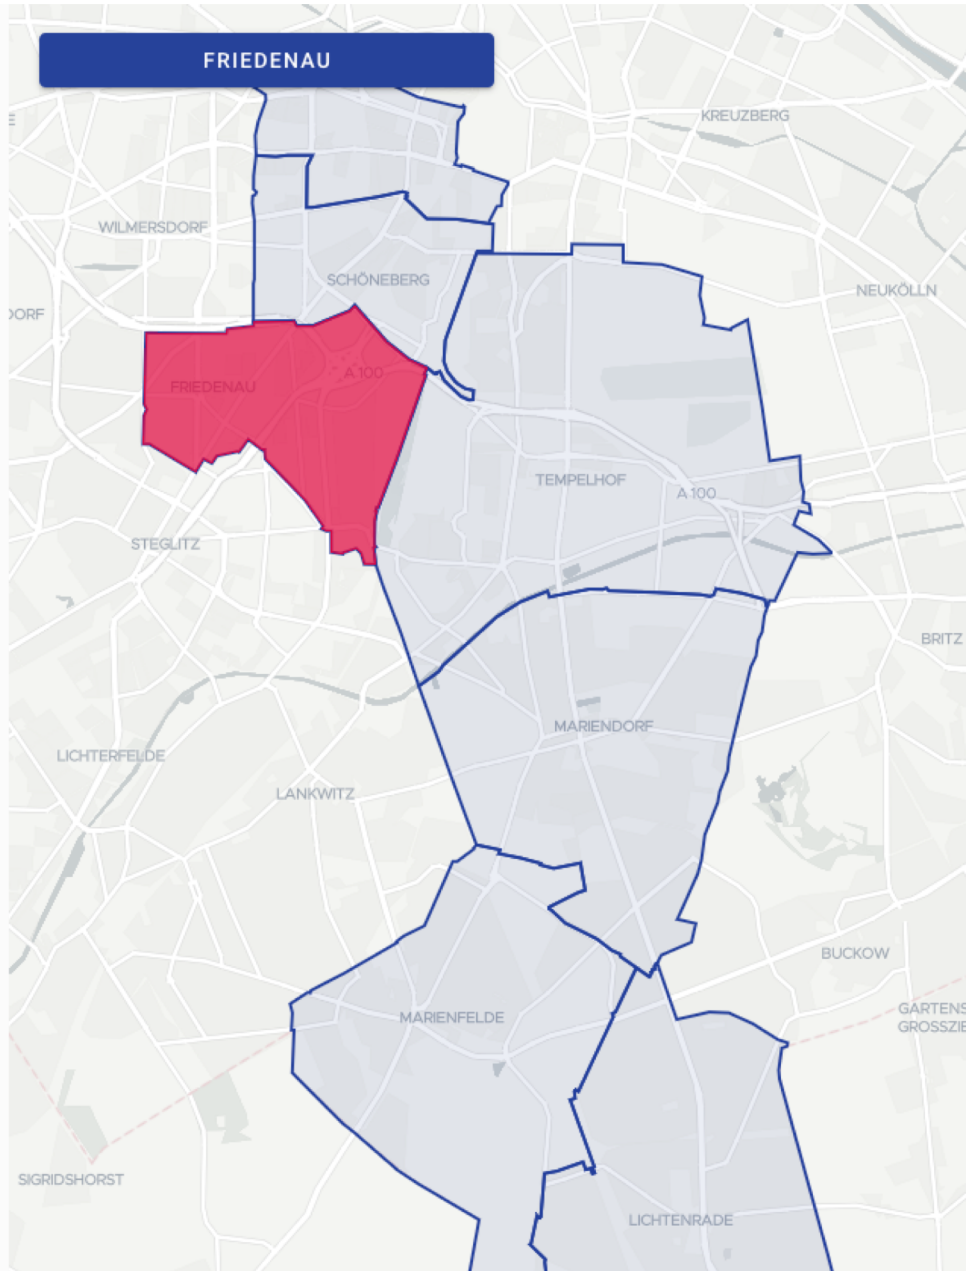 FRIEDENAU
KREUZBERG
WILMERSDORF
SCHÖNEBERG
NEUKÖLLN
DORF
A 100
FRIEDENAU
TEMPELHOF
A 100
STEGLITZ
BRITZ
MARIENDORF
LICHTERFELDE
LANKWITZ
BUCKOW
GARTENS
GROSSZIE
MARIENFELDE
SIGRIDSHORST
LICHTENRADE